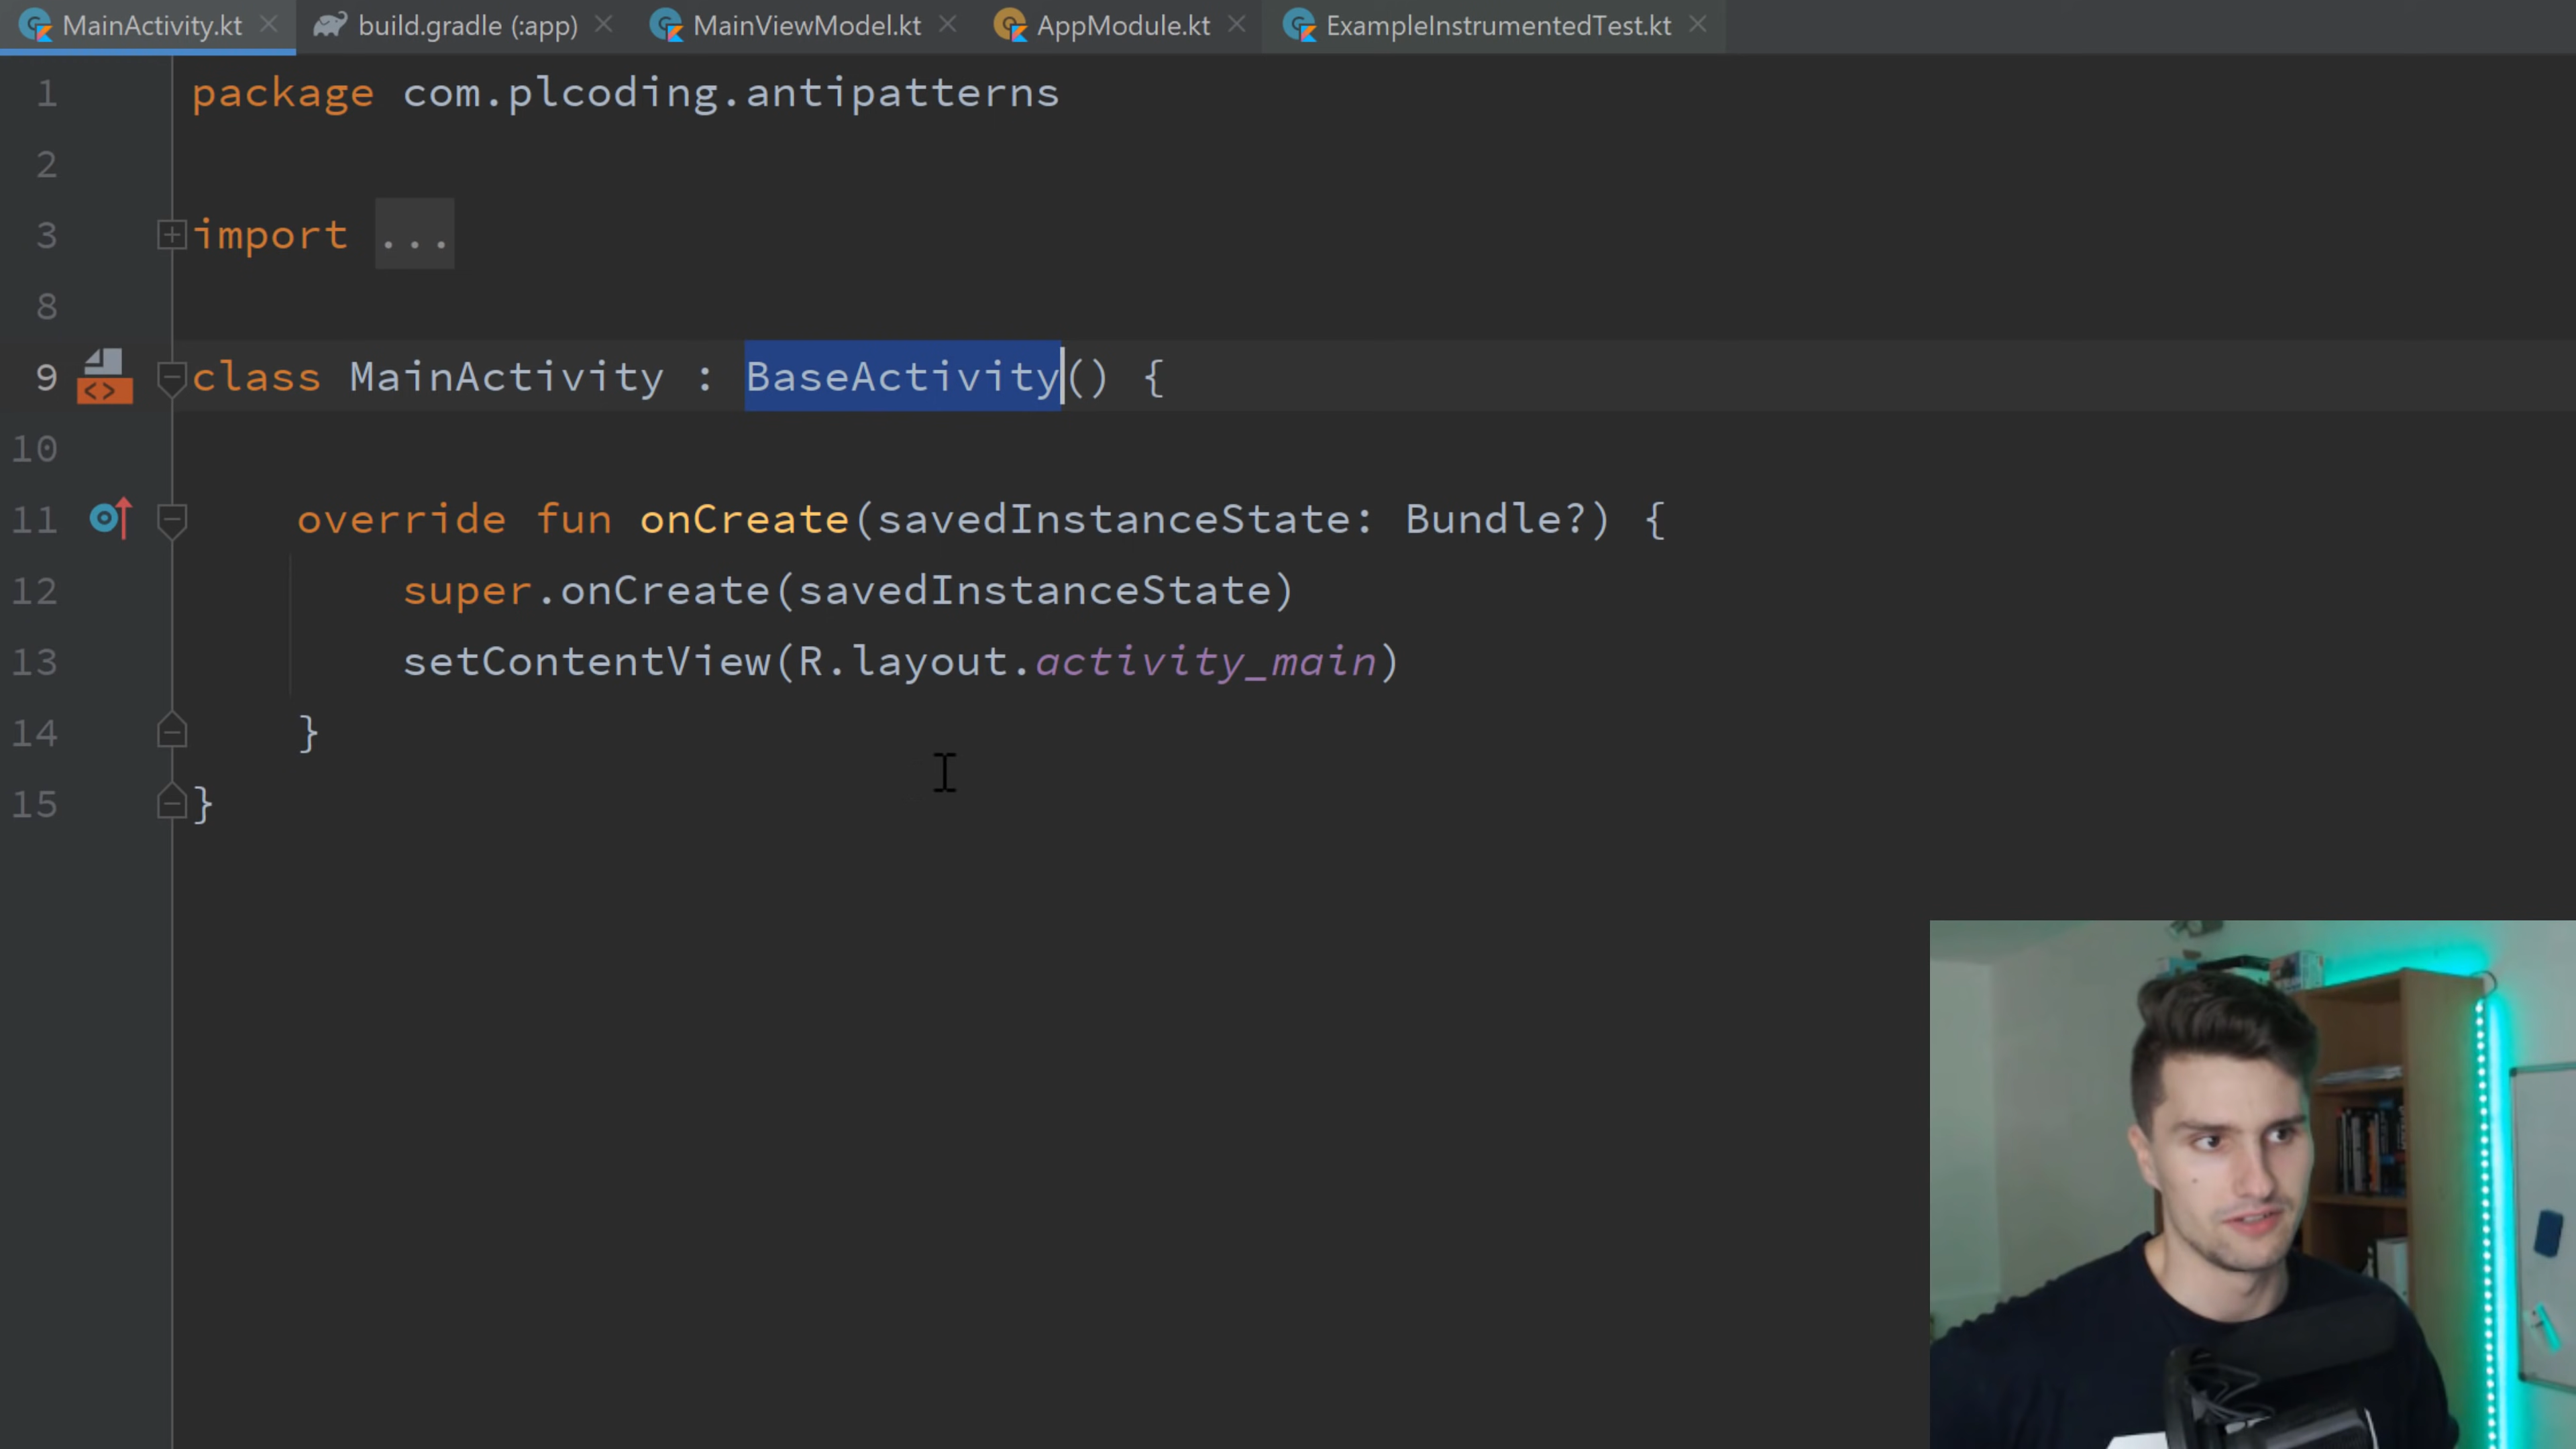 MainActivity.kt build.gradle (:app) MainViewModel.kt AppModule.kt ExampleInstrumentedTest.kt
1 package com.plcoding.antipatterns
2
3 import ...
8
9 class MainActivity : BaseActivity() {
10
11 override fun onCreate(savedInstanceState: Bundle?) {
12 super.onCreate(savedInstanceState)
13 setContentView(R.layout.activity_main)
14 }
15 }